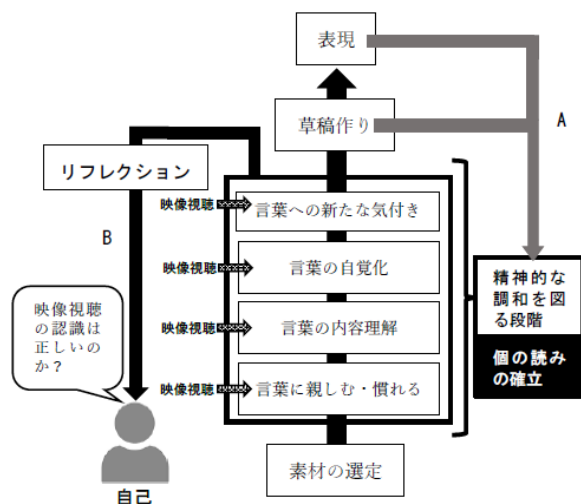 表現
A
草稿作り
リフレクション
映像視聴
言葉への新たな気付き
B
映像視聴
言葉の自覚化
精神的な
調和を図
る段階
映像視聴
の認識は
正しいの
か？
映像視聴
言葉の内容理解
個の読み
の確立
映像視聴
言葉に親しむ・慣れる
素材の選定
自己